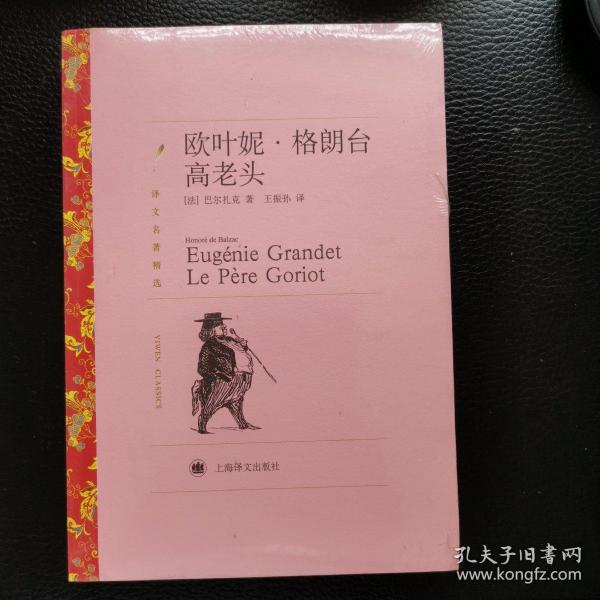 欧叶妮·格朗台
高老头
[法] 巴尔扎克 著 王振孙 译
Honoré de Balzac
Eugénie Grandet
Le Père Goriot
译文名著精选
YIWEN CLASSICS
上海译文出版社
孔夫子旧书网
www.kongfz.com